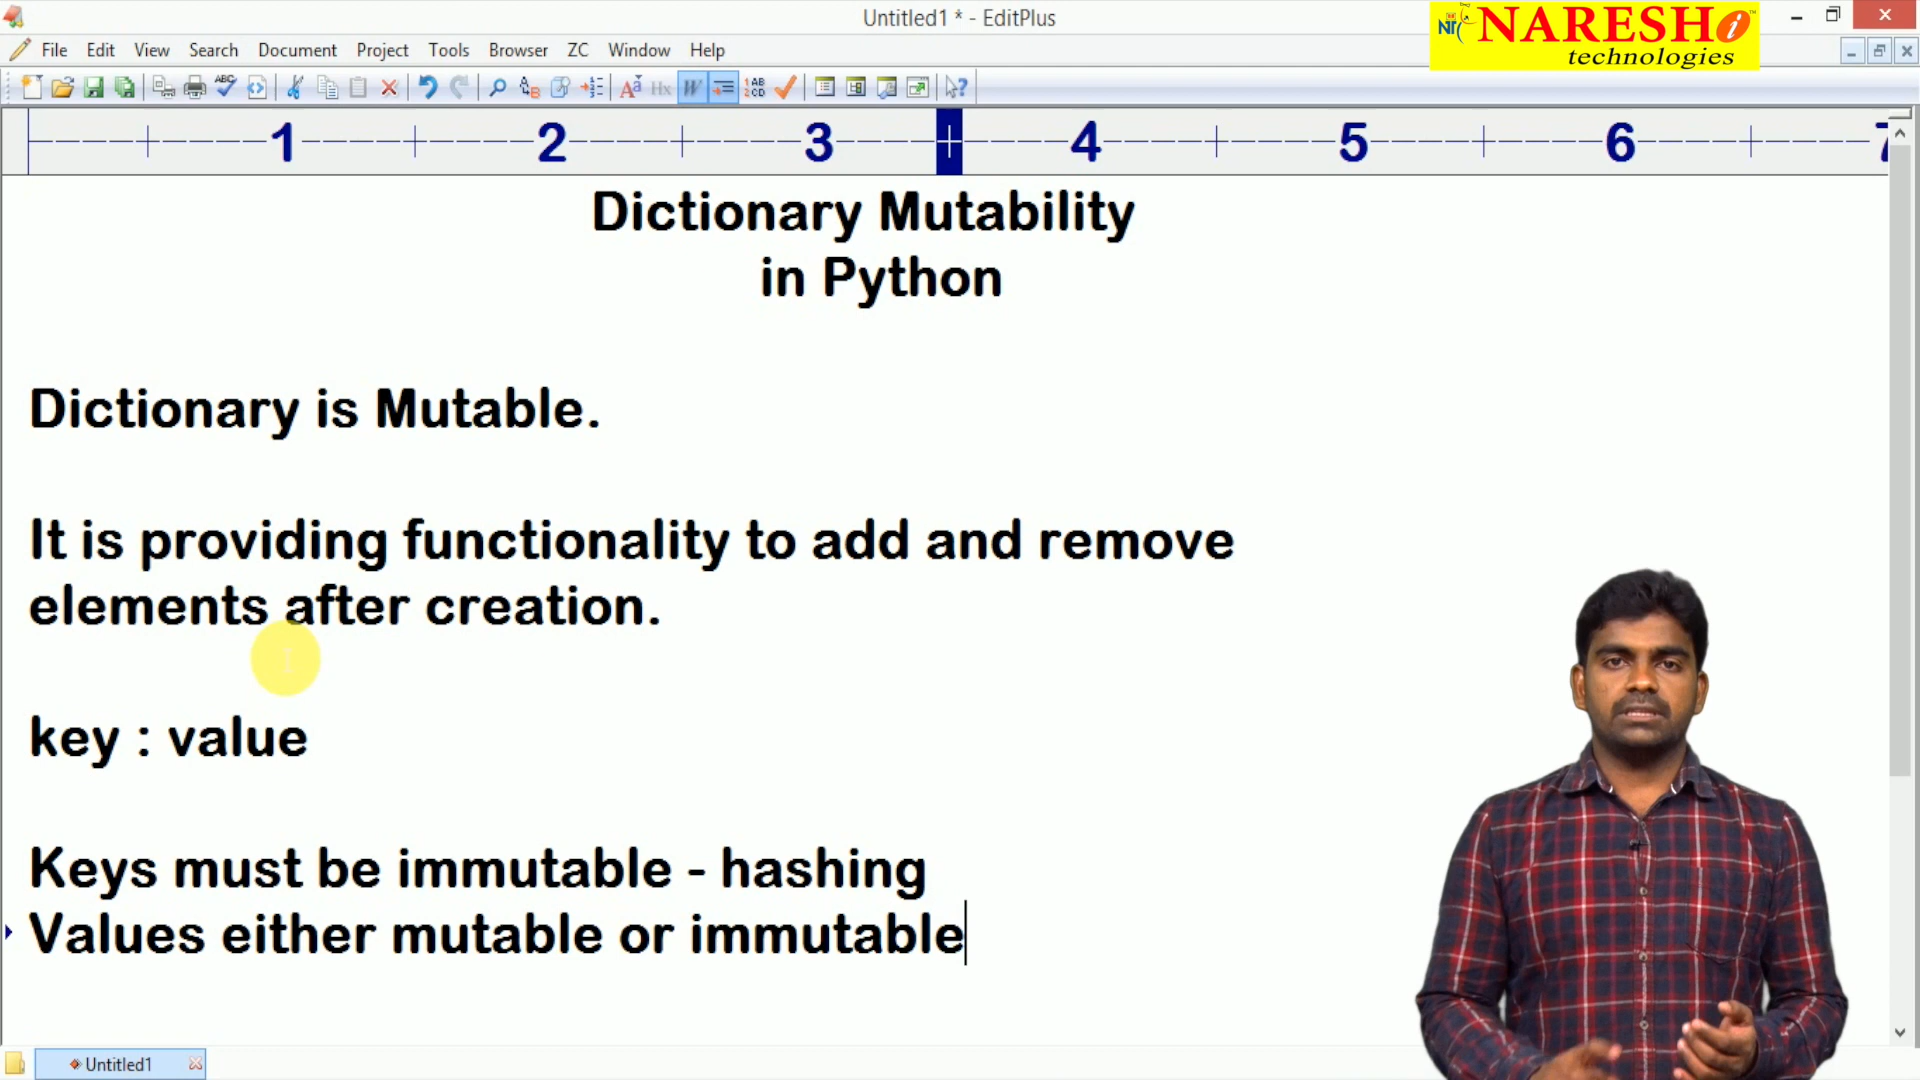 Untitled1 * - EditPlus
NARESH i
technologies
File Edit View Search Document Project Tools Browser ZC Window Help
1 2 3 4 5 6 7
Dictionary Mutability
in Python
Dictionary is Mutable.
It is providing functionality to add and remove
elements after creation.
key : value
Keys must be immutable - hashing
Values either mutable or immutable
Untitled1